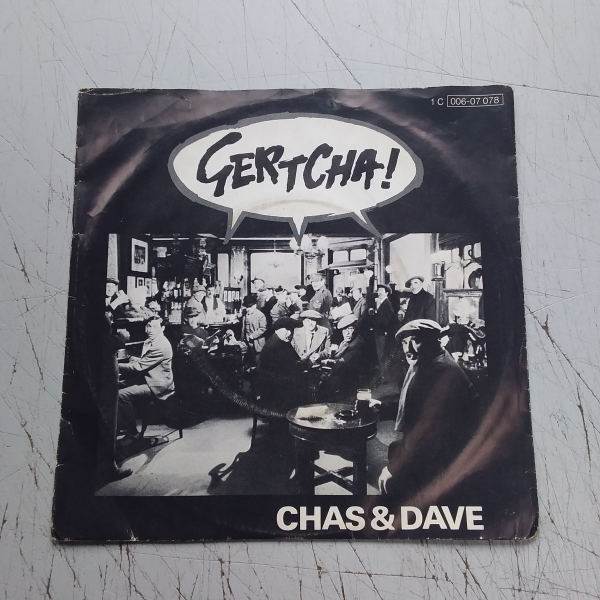 1 C 006-07 078
GERTCHA!
CHAS & DAVE